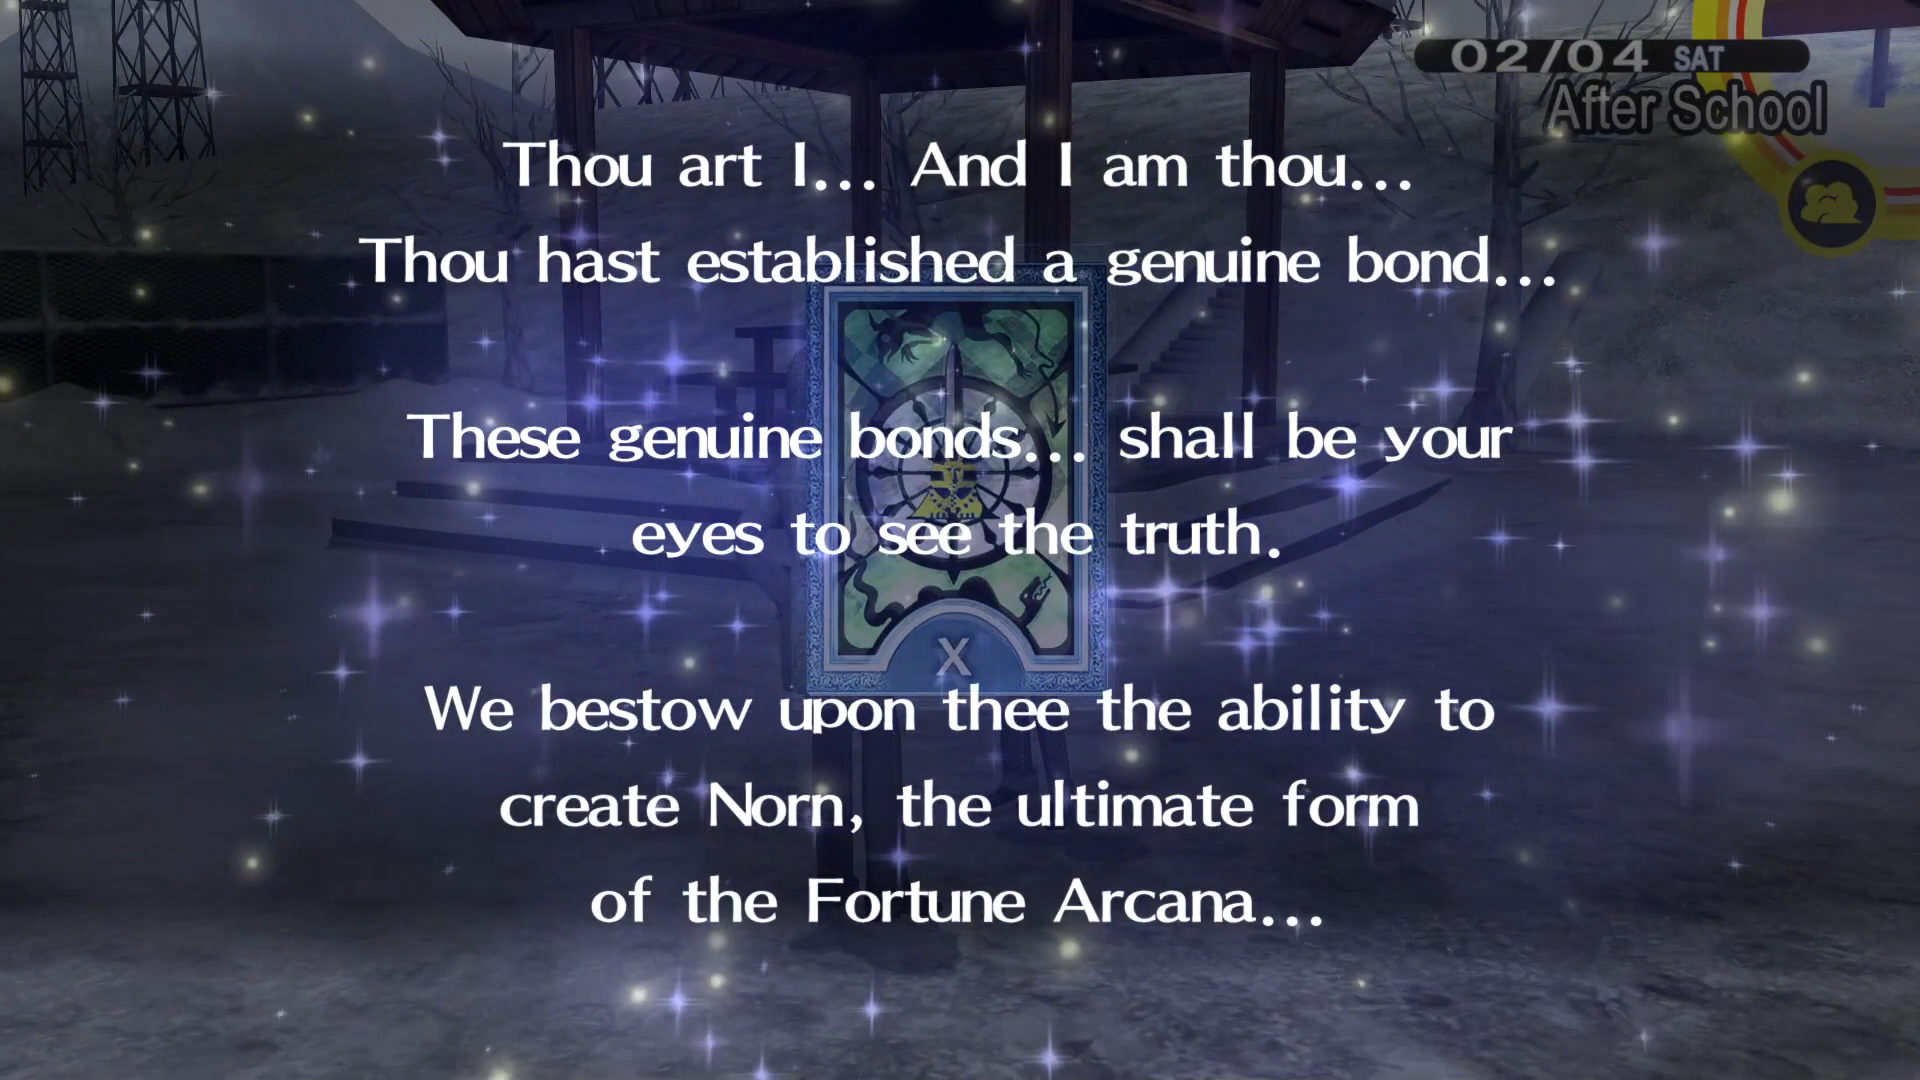 02/04 SAT
After School
Thou art I... And I am thou...
Thou hast established a genuine bond...
These genuine bonds... shall be your
eyes to see the truth.
X
We bestow upon thee the ability to
create Norn, the ultimate form
of the Fortune Arcana...